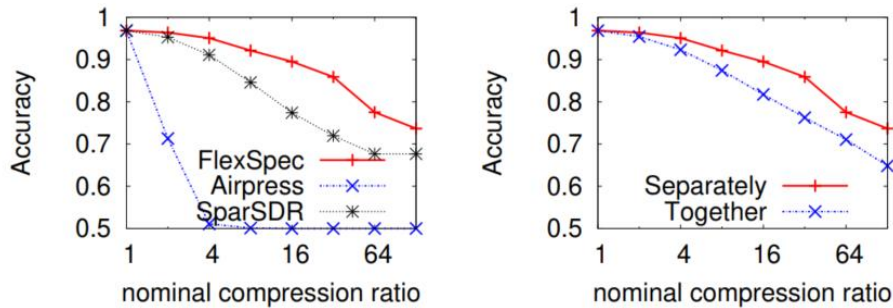 1
0.9
0.8
0.7
0.6
0.5
Accuracy
FlexSpec
Airpress
SparSDR
1 4 16 64
nominal compression ratio
1
0.9
0.8
0.7
0.6
0.5
Accuracy
Separately
Together
1 4 16 64
nominal compression ratio